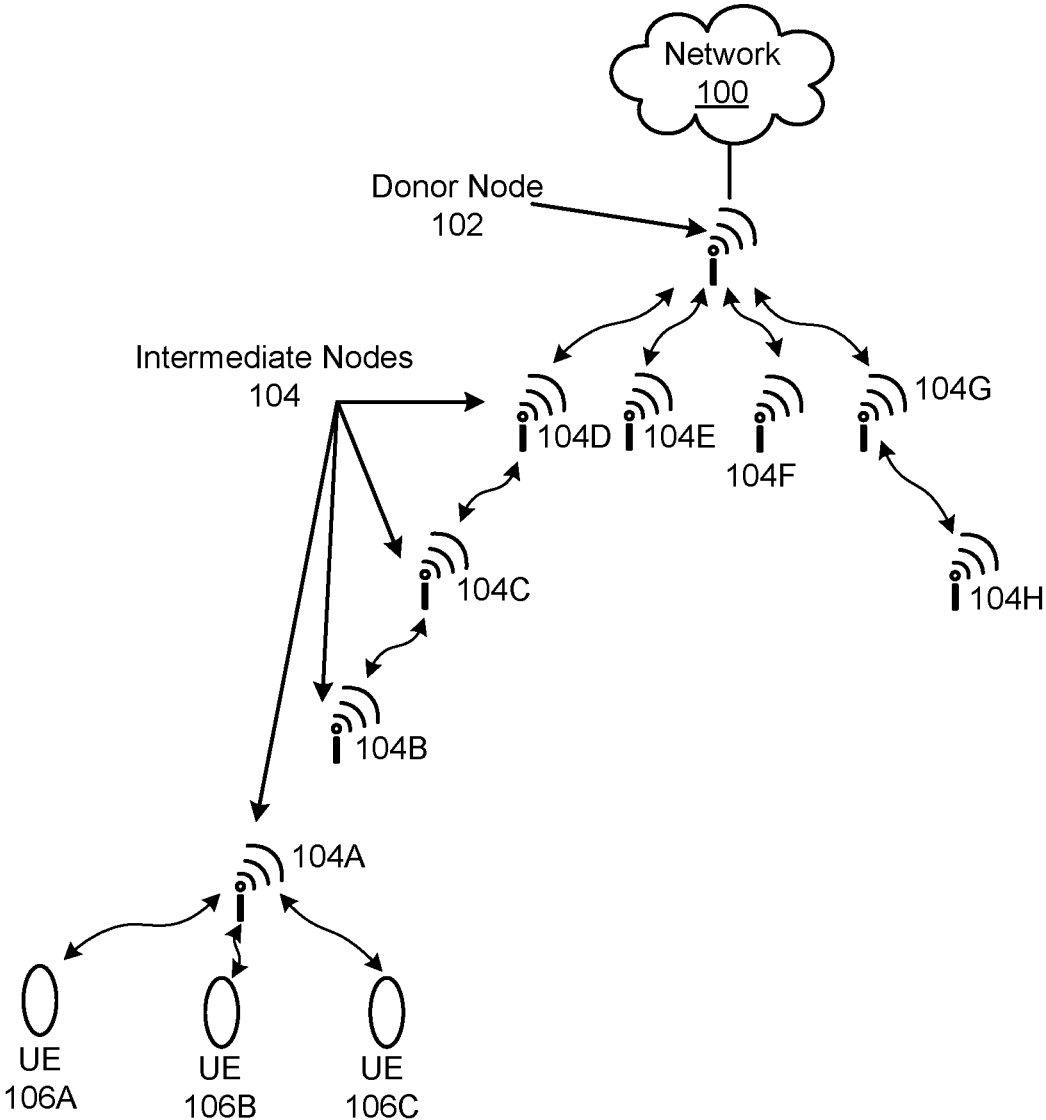 Network
100
Donor Node
102
Intermediate Nodes
104
104G
104D
104E
104F
104C
104H
104B
104A
UE
106A
UE
106B
UE
106C